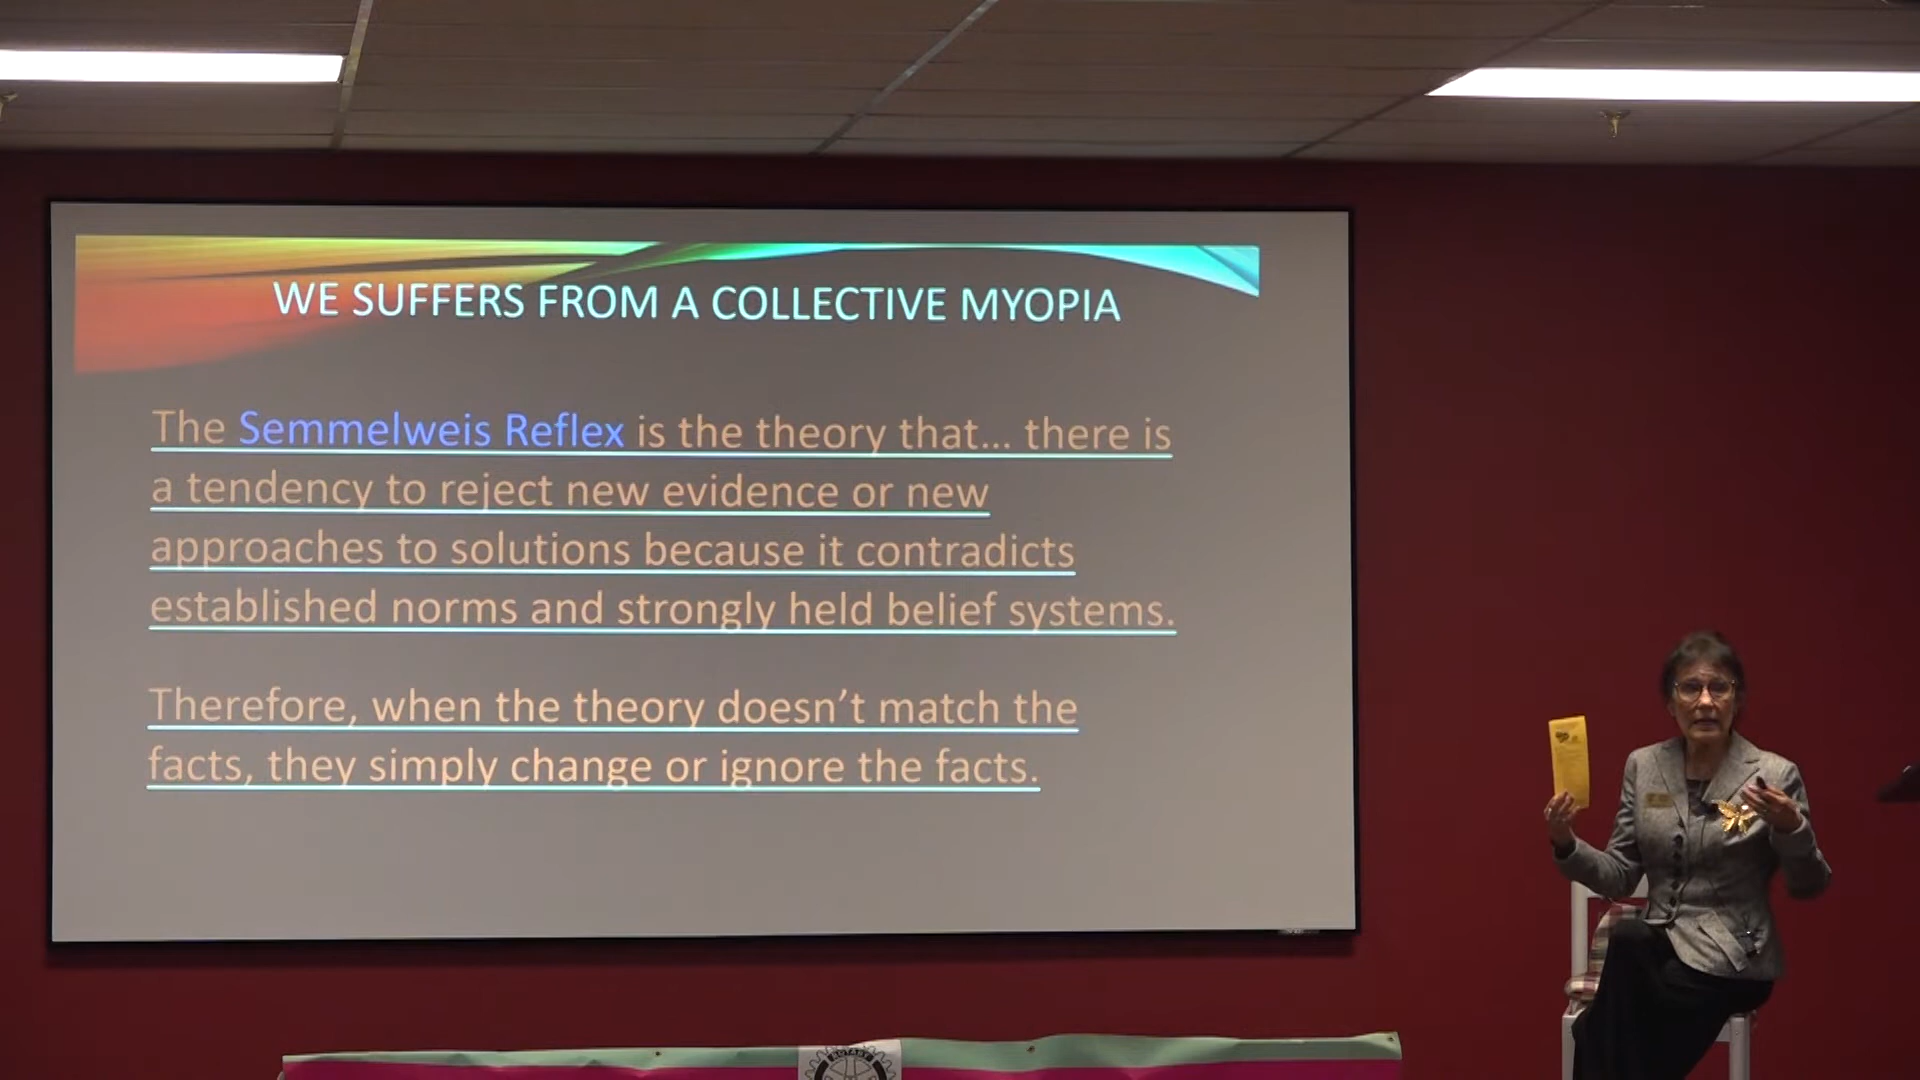 WE SUFFERS FROM A COLLECTIVE MYOPIA
The Semmelweis Reflex is the theory that... there is
a tendency to reject new evidence or new
approaches to solutions because it contradicts
established norms and strongly held belief systems.
Therefore, when the theory doesn't match the
facts, they simply change or ignore the facts.
ROTARY